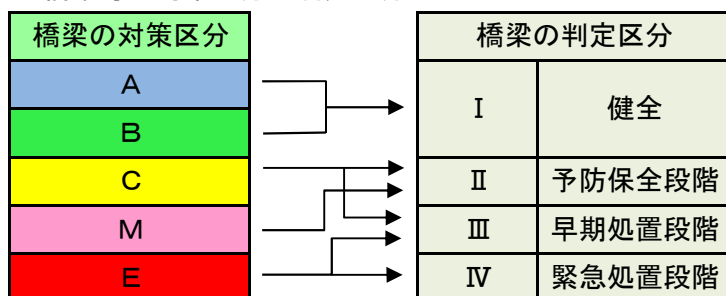 橋梁の対策区分 橋梁の判定区分
A
B
Ⅰ 健全
C Ⅱ 予防保全段階
M Ⅲ 早期処置段階
E Ⅳ 緊急処置段階